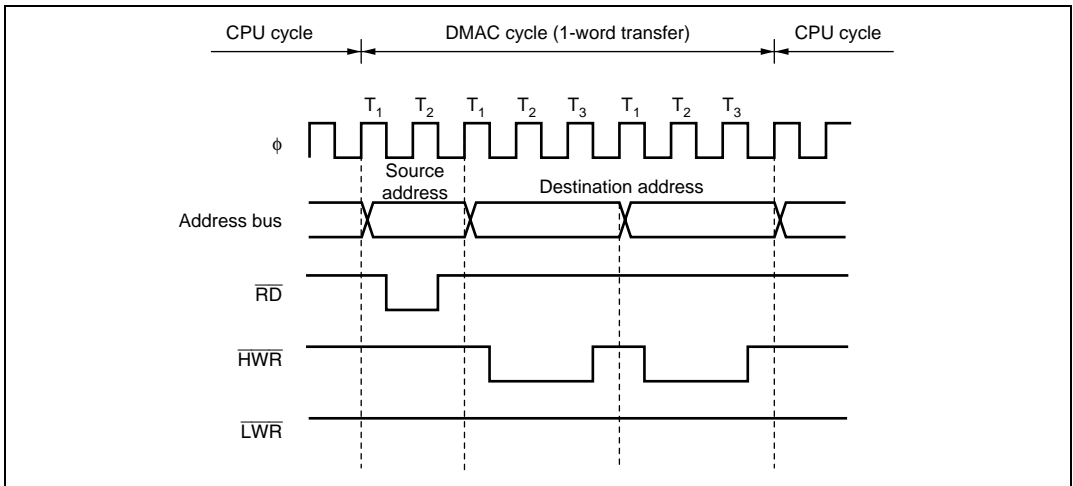 CPU cycle DMAC cycle (1-word transfer) CPU cycle
T1 T2 T1 T2 T3 T1 T2 T3
ϕ
Source
address
Destination address
Address bus
RD
HWR
LWR